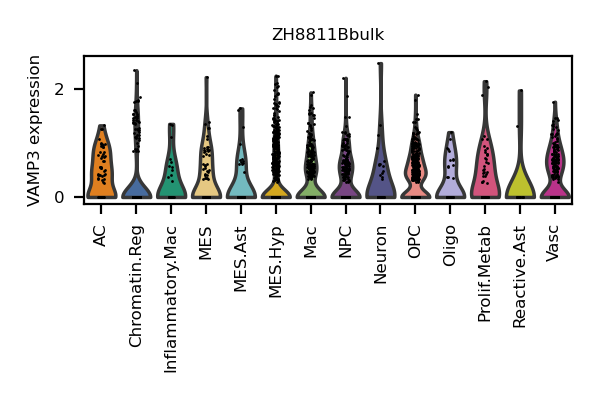 ZH8811Bbulk
VAMP3 expression
2
0
AC
Chromatin.Reg
Inflammatory.Mac
MES
MES.Ast
MES.Hyp
Mac
NPC
Neuron
OPC
Oligo
Prolif.Metab
Reactive.Ast
Vasc